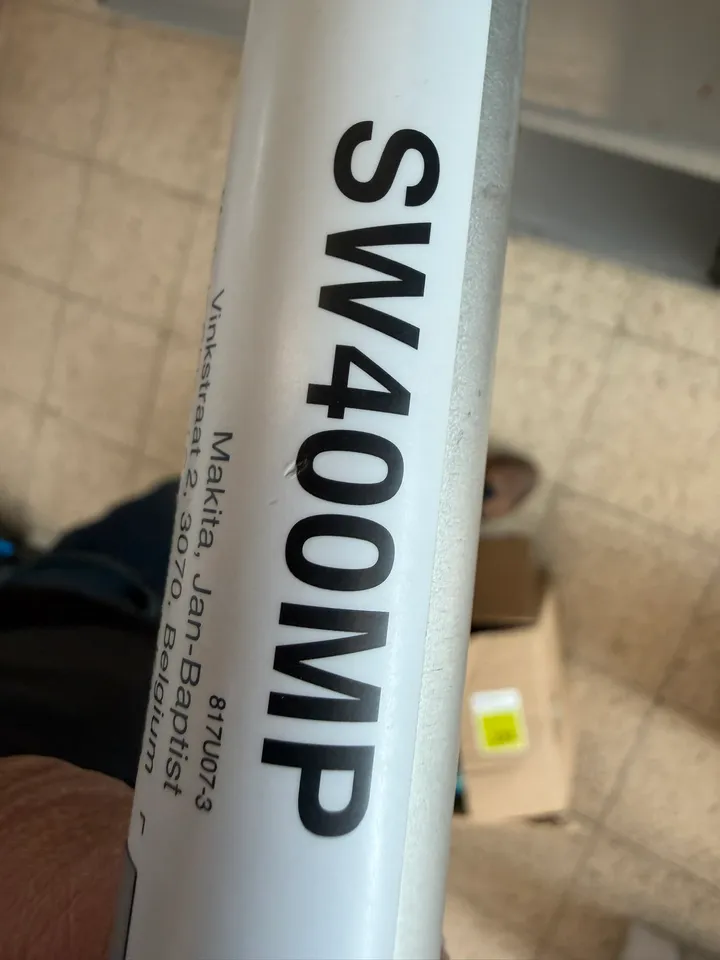 SW400MP
817U07-3
Makita, Jan-Baptist
Vinkstraat 2, 3070, Belgium